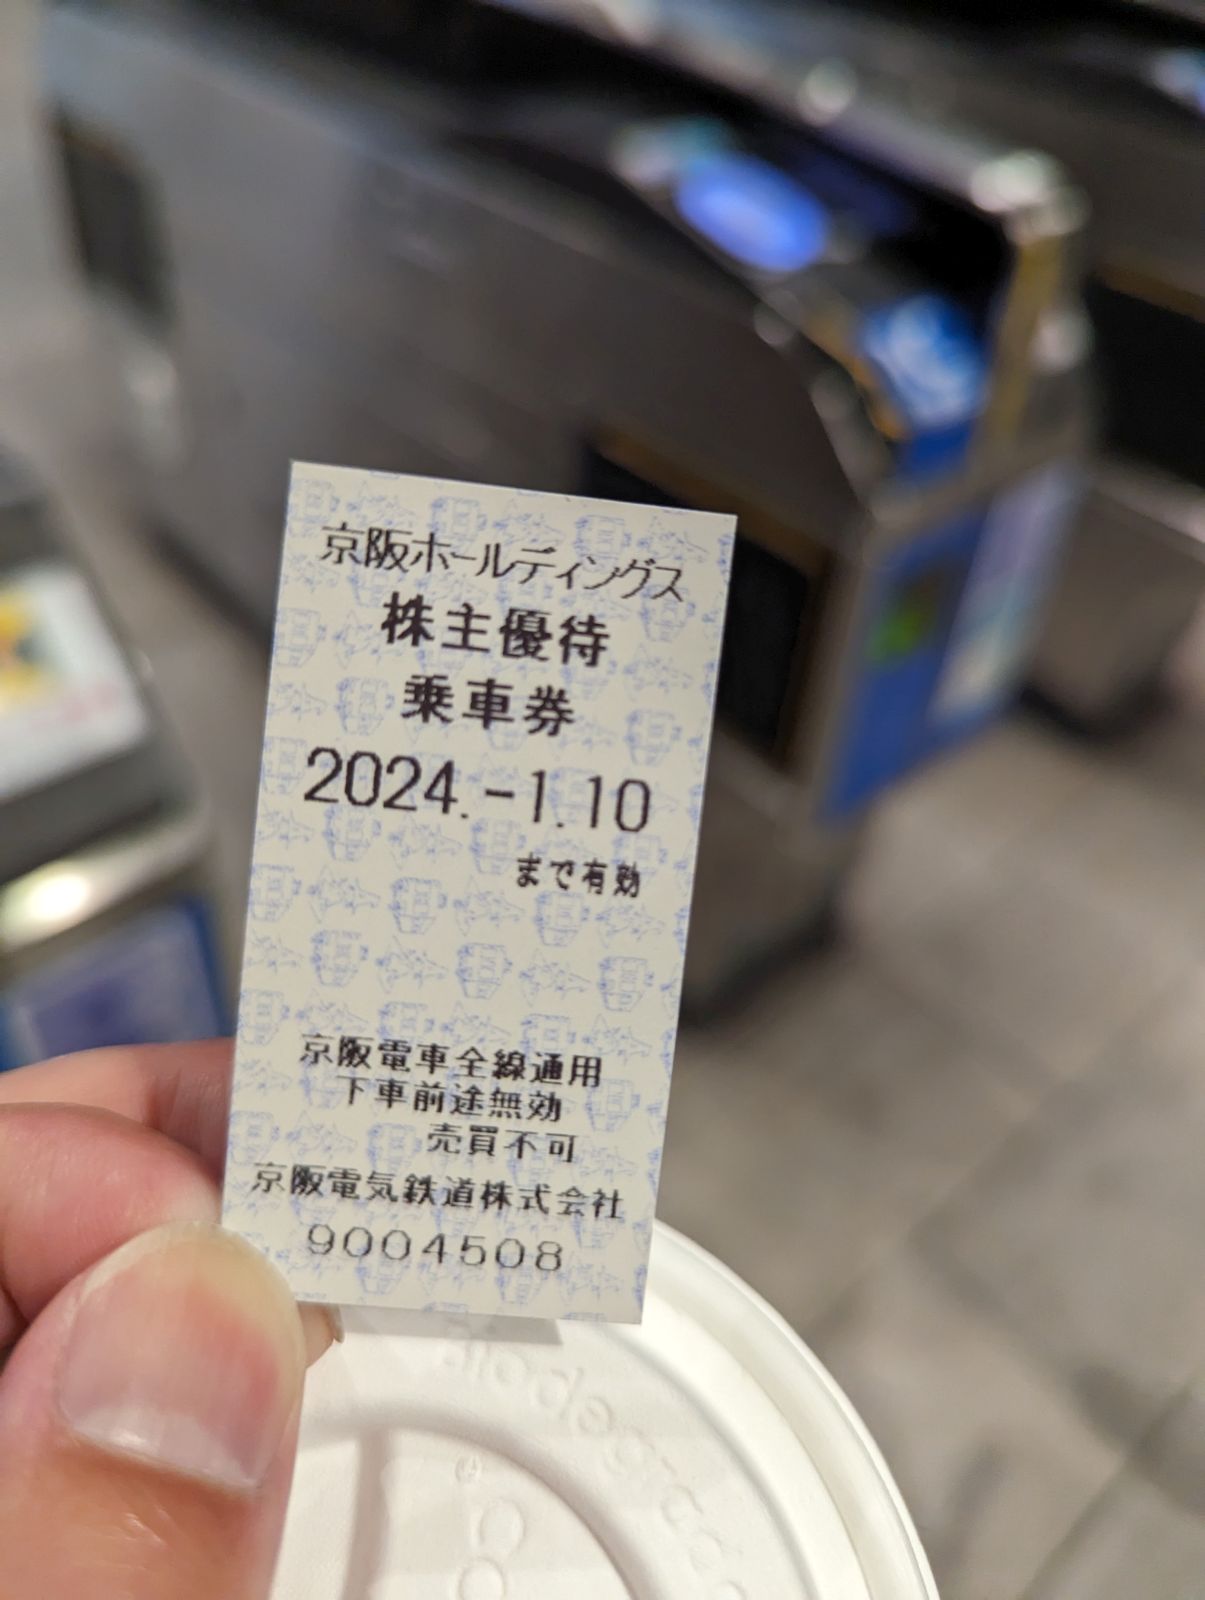 京阪ホールディングス
株主優待
乗車券
2024.-1.10
まで有効
京阪電車全線通用
下車前途無効
売買不可
京阪電気鉄道株式会社
9004508